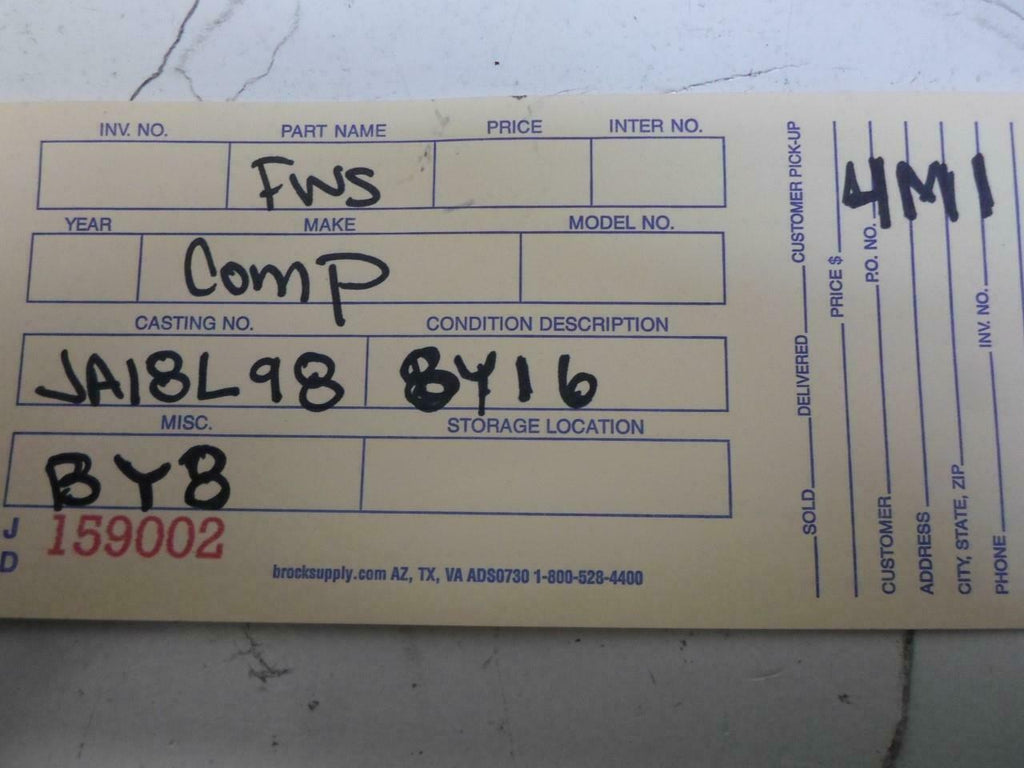 INV. NO. PART NAME PRICE INTER NO.
FWS
YEAR MAKE MODEL NO.
Comp
CASTING NO. CONDITION DESCRIPTION
JA18L98 BY16
MISC. STORAGE LOCATION
BY8
J
D
159002
brocksupply.com AZ, TX, VA ADS0730 1-800-528-4400
SOLD DELIVERED CUSTOMER PICK-UP
PRICE $
CUSTOMER P.O. NO.
ADDRESS
CITY, STATE, ZIP
PHONE INV. NO.
4M1